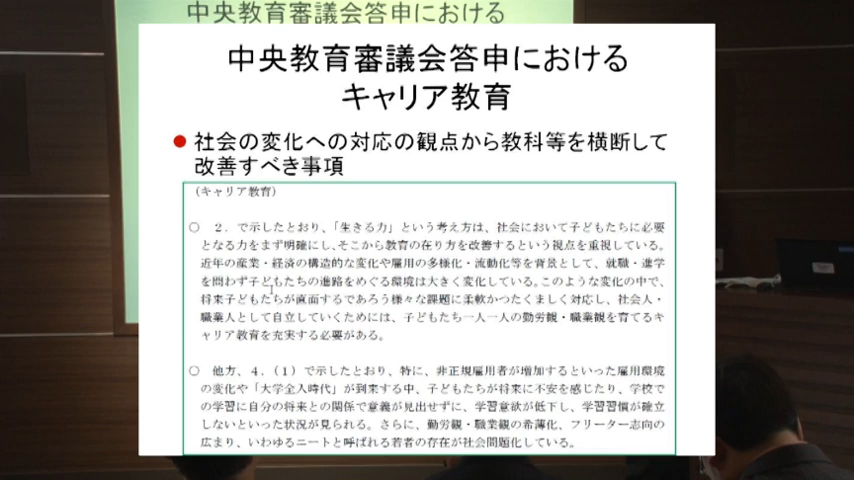 中央教育審議会答申における
中央教育審議会答申における
キャリア教育
● 社会の変化への対応の観点から教科等を横断して
改善すべき事項
（キャリア教育）
○ ２．で示したとおり、「生きる力」という考え方は、社会において子どもたちに必要
となる力をまず明確にし、そこから教育の在り方を改善するという視点を重視している。
近年の産業・経済の構造的な変化や雇用の多様化・流動化等を背景として、就職・進学
を問わず子どもたちの進路をめぐる環境は大きく変化している。このような変化の中で、
将来子どもたちが直面するであろう様々な課題に柔軟かつたくましく対応し、社会人・
職業人として自立していくためには、子どもたち一人一人の勤労観・職業観を育てるキ
ャリア教育を充実する必要がある。
○ 他方、４．（１）で示したとおり、特に、非正規雇用者が増加するといった雇用環境
の変化や「大学全入時代」が到来する中、子どもたちが将来に不安を感じたり、学校で
の学習に自分の将来との関係で意義が見出せずに、学習意欲が低下し、学習習慣が確立
しないといった状況が見られる。さらに、勤労観・職業観の希薄化、フリーター志向の
広まり、いわゆるニートと呼ばれる若者の存在が社会問題化している。